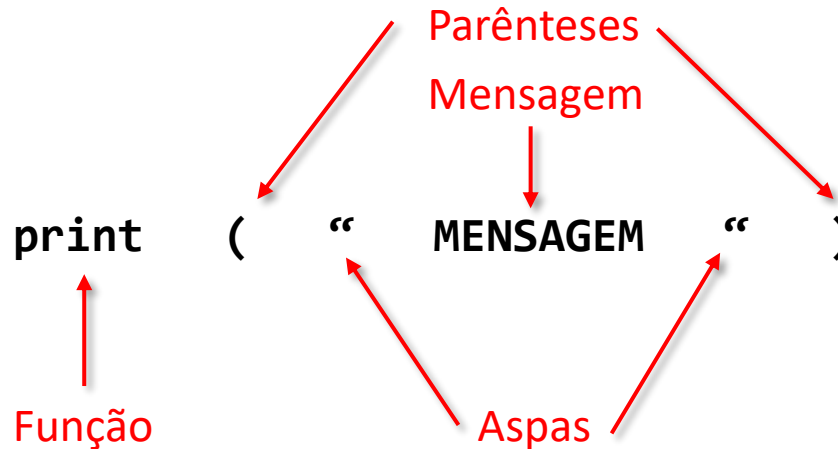 Parênteses
Mensagem
print ( “ MENSAGEM “ )
Função Aspas